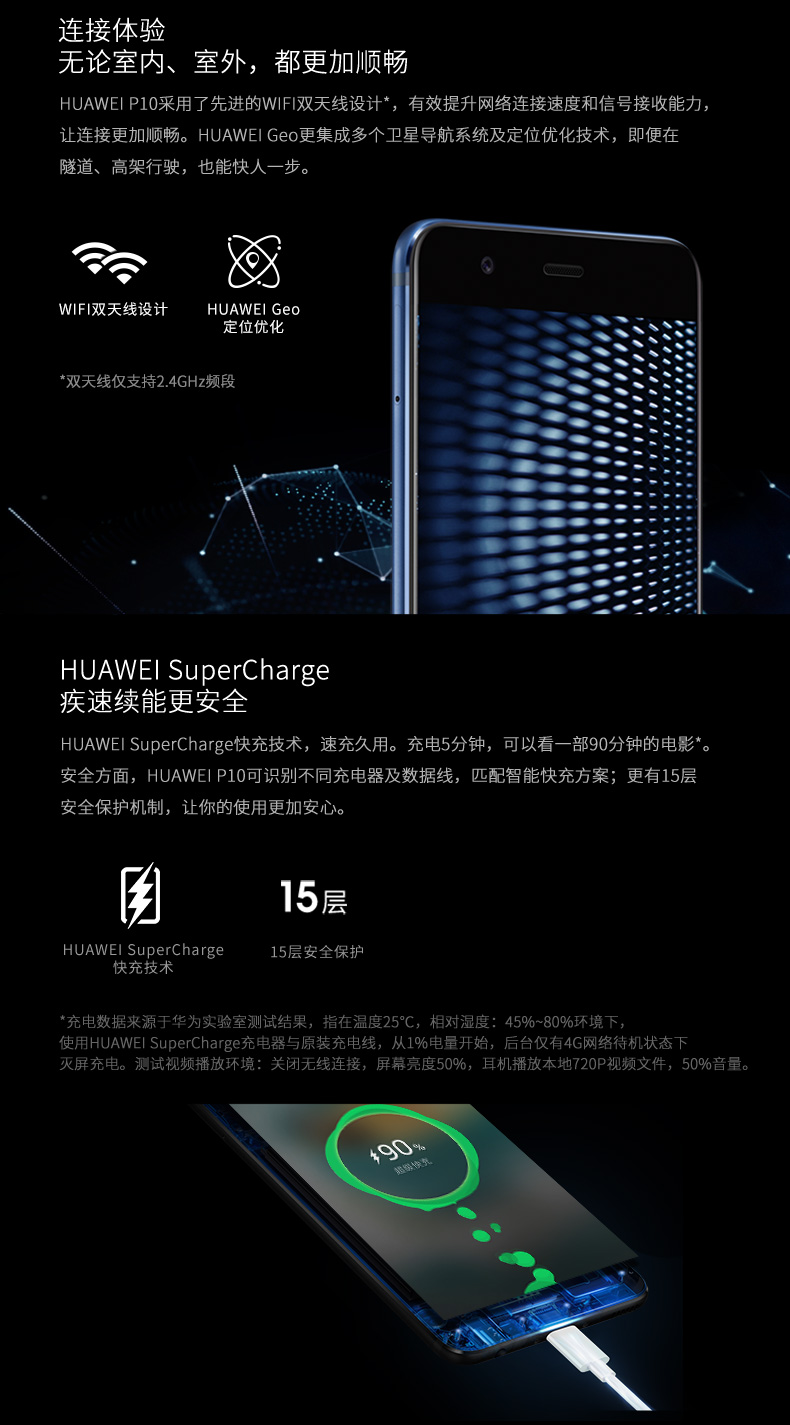 连接体验
无论室内、室外，都更加顺畅
HUAWEI P10采用了先进的WIFI双天线设计*，有效提升网络连接速度和信号接收能力，
让连接更加顺畅。HUAWEI Geo更集成多个卫星导航系统及定位优化技术，即便在
隧道、高架行驶，也能快人一步。
WIFI双天线设计
HUAWEI Geo
定位优化
*双天线仅支持2.4GHz频段
HUAWEI SuperCharge
疾速续能更安全
HUAWEI SuperCharge快充技术，速充久用。充电5分钟，可以看一部90分钟的电影*。
安全方面，HUAWEI P10可识别不同充电器及数据线，匹配智能快充方案；更有15层
安全保护机制，让你的使用更加安心。
15层
HUAWEI SuperCharge
快充技术
15层安全保护
*充电数据来源于华为实验室测试结果，指在温度25°C，相对湿度：45%~80%环境下，
使用HUAWEI SuperCharge充电器与原装充电线，从1%电量开始，后台仅有4G网络待机状态下
灭屏充电。测试视频播放环境：关闭无线连接，屏幕亮度50%，耳机播放本地720P视频文件，50%音量。
90%
超级快充